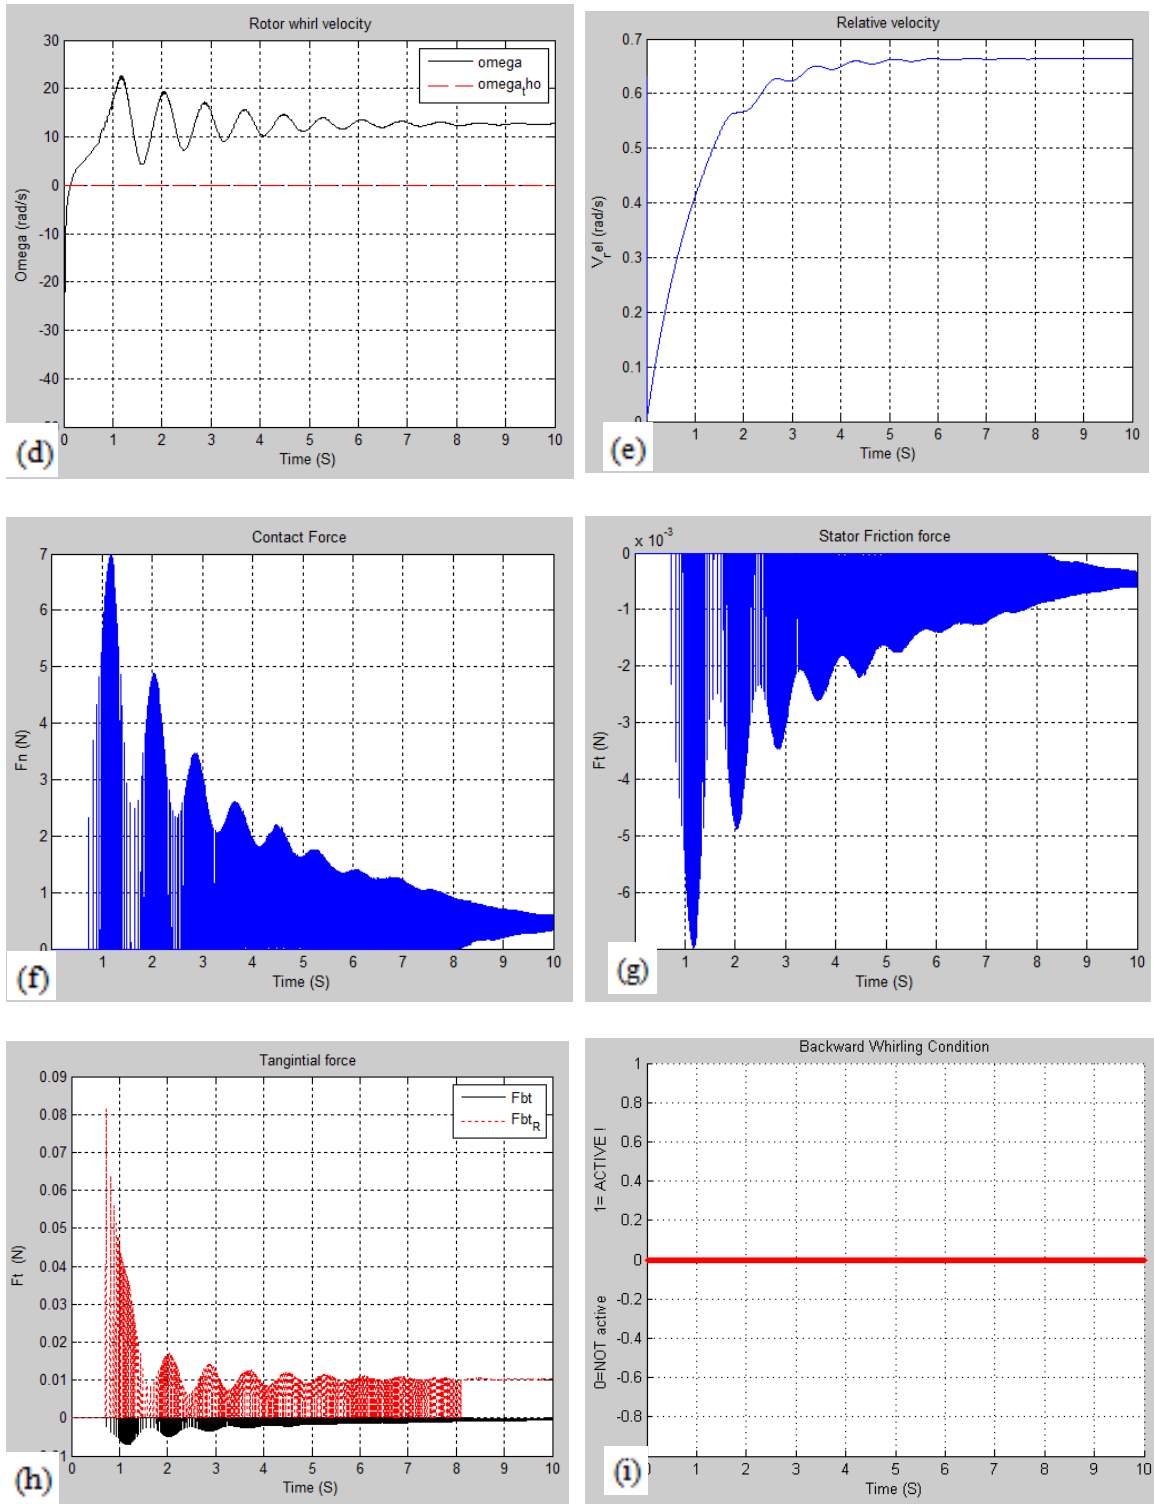 Rotor whirl velocity
30
20
10
0
-10
-20
-30
-40
Omega (rad/s)
omega
omega_tho
0 1 2 3 4 5 6 7 8 9 10
Time (S)
(d)
Relative velocity
0.7
0.6
0.5
0.4
0.3
0.2
0.1
V_rel (rad/s)
1 2 3 4 5 6 7 8 9 10
Time (S)
(e)
Contact Force
7
6
5
4
3
2
1
0
Fn (N)
1 2 3 4 5 6 7 8 9 10
Time (S)
(f)
x 10^-3
Stator Friction force
0
-1
-2
-3
-4
-5
-6
Ft (N)
1 2 3 4 5 6 7 8 9 10
Time (S)
(g)
Tangintial force
0.09
0.08
0.07
0.06
0.05
0.04
0.03
0.02
0.01
0
Ft (N)
Fbt
Fbt_R
0 1 2 3 4 5 6 7 8 9 10
Time (S)
(h)
Backward Whirling Condition
1
0.8
0.6
0.4
0.2
0
-0.2
-0.4
-0.6
-0.8
0=NOT active 1= ACTIVE !
1 2 3 4 5 6 7 8 9 10
Time (S)
(i)